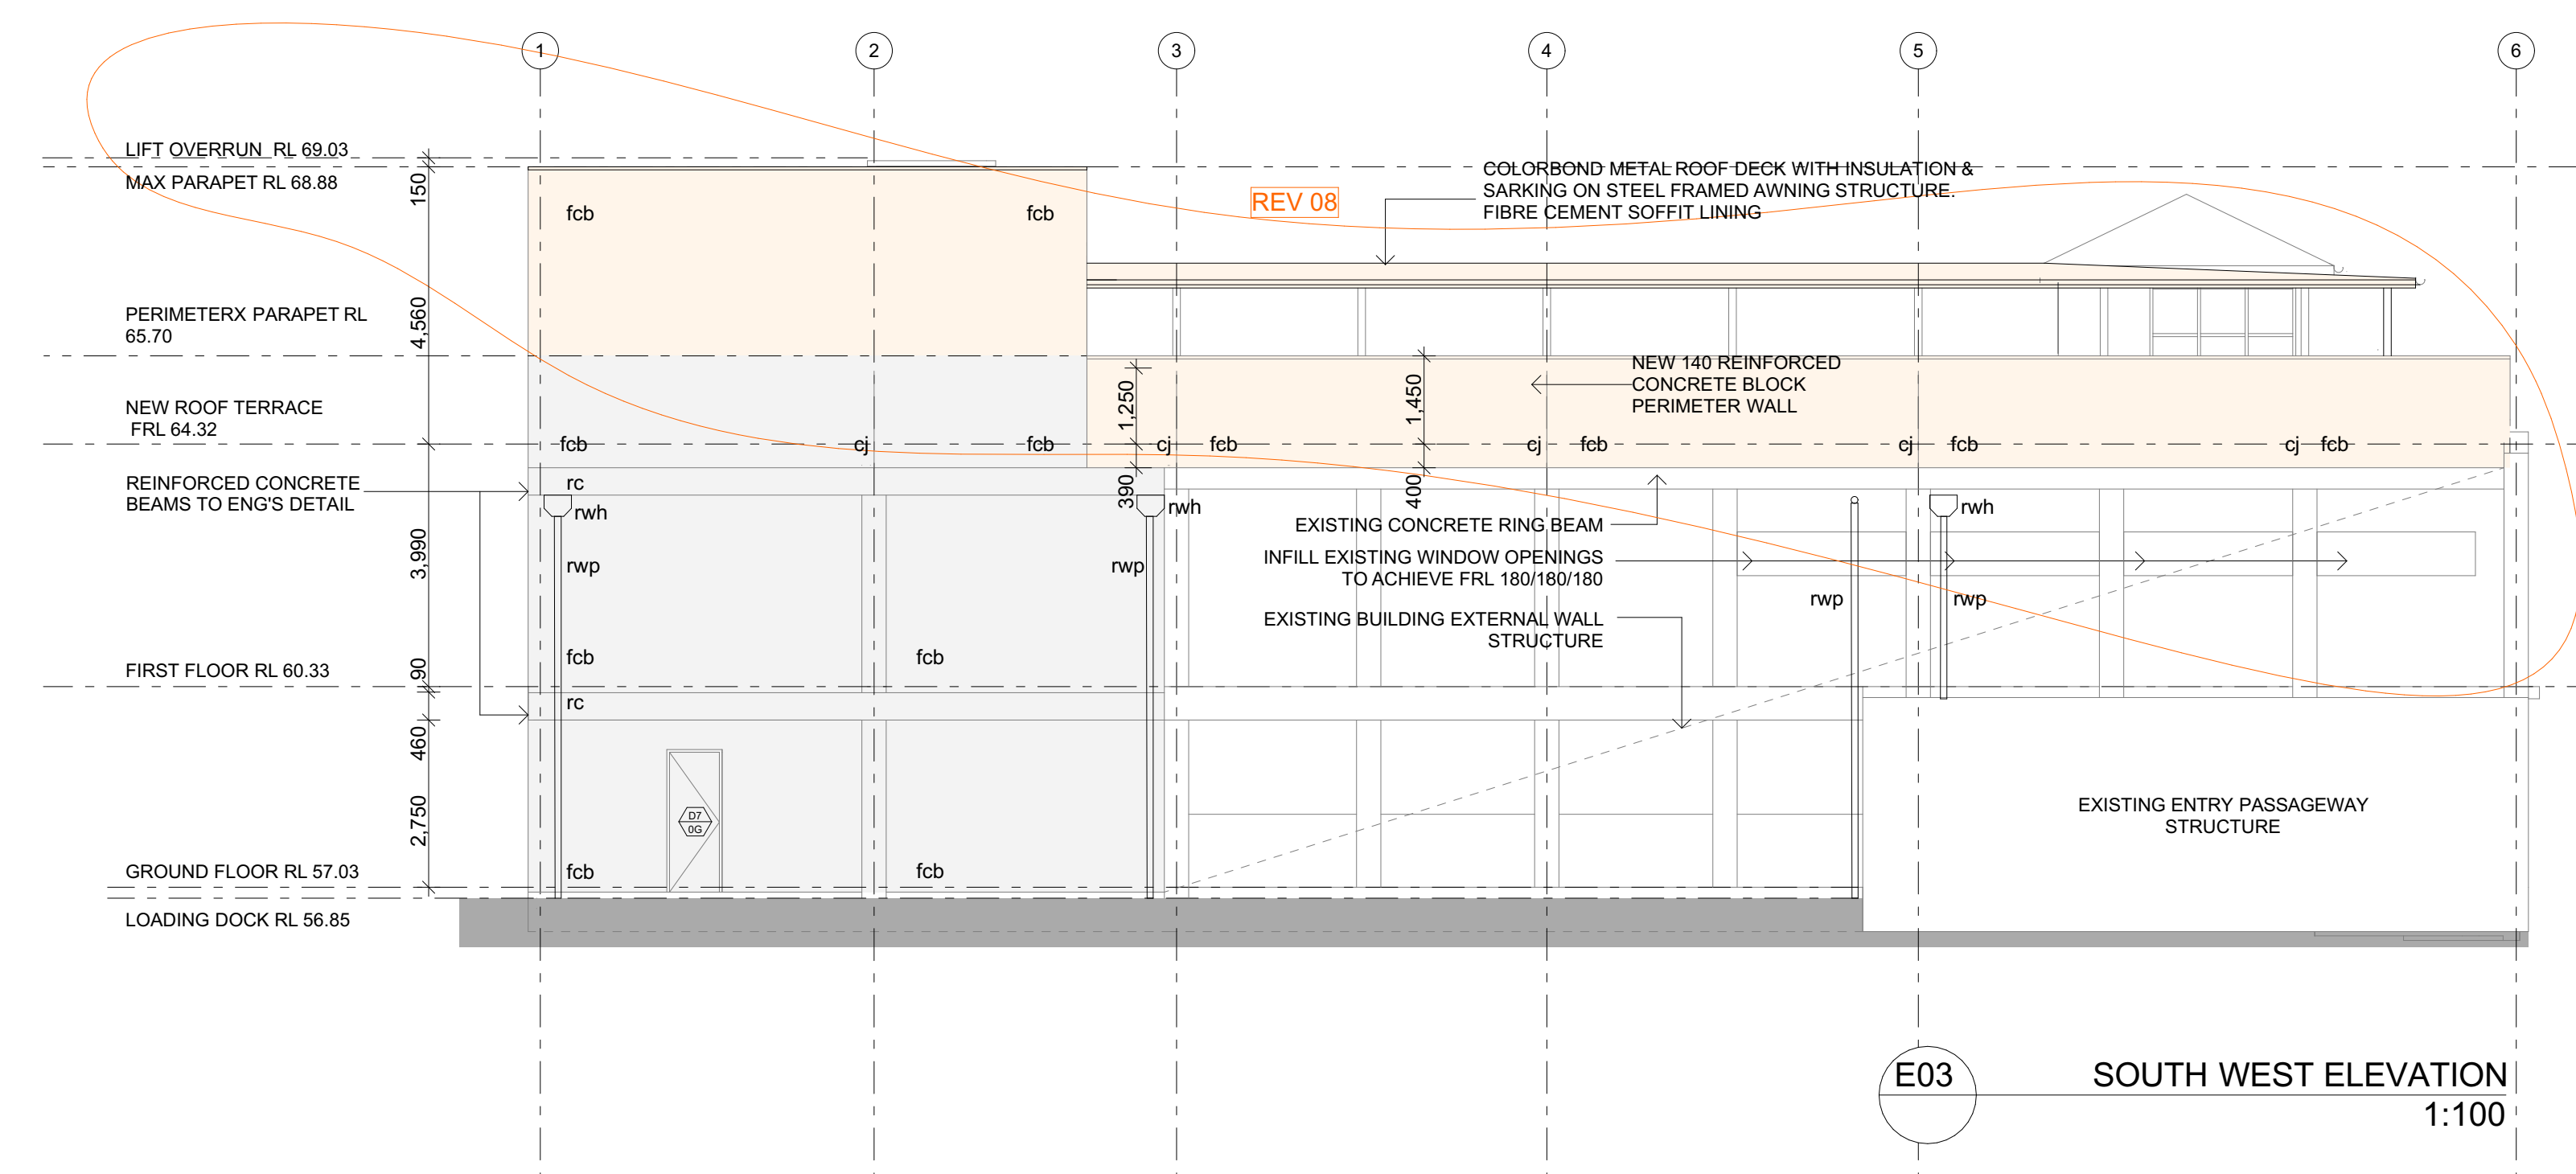 1
2
3
4
5
6
LIFT OVERRUN RL 69.03
MAX PARAPET RL 68.88
150
fcb
fcb
REV 08
COLORBOND METAL ROOF DECK WITH INSULATION &
SARKING ON STEEL FRAMED AWNING STRUCTURE.
FIBRE CEMENT SOFFIT LINING
PERIMETERX PARAPET RL
65.70
4,560
NEW 140 REINFORCED
CONCRETE BLOCK
PERIMETER WALL
1,250
1,450
NEW ROOF TERRACE
FRL 64.32
fcb
cj
fcb
cj
fcb
cj
fcb
cj
fcb
cj
fcb
REINFORCED CONCRETE
BEAMS TO ENG'S DETAIL
rc
390
400
rwh
rwh
rwh
EXISTING CONCRETE RING BEAM
INFILL EXISTING WINDOW OPENINGS
TO ACHIEVE FRL 180/180/180
3,990
rwp
rwp
rwp
rwp
EXISTING BUILDING EXTERNAL WALL
STRUCTURE
fcb
fcb
FIRST FLOOR RL 60.33
90
rc
460
2,750
D7
0G
EXISTING ENTRY PASSAGEWAY
STRUCTURE
GROUND FLOOR RL 57.03
fcb
fcb
LOADING DOCK RL 56.85
E03
SOUTH WEST ELEVATION
1:100